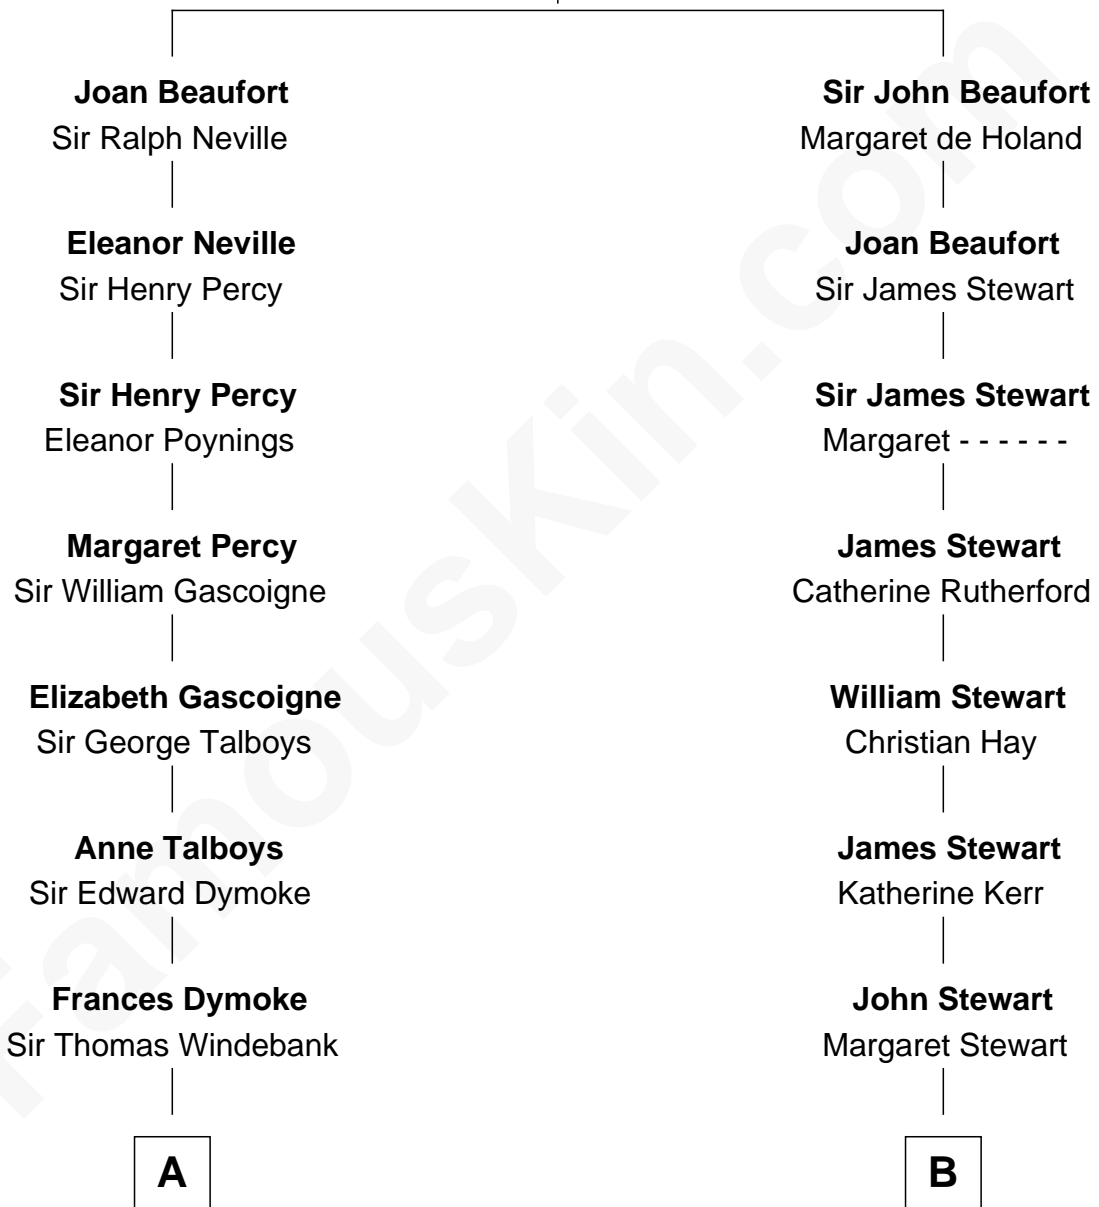 Joan Beaufort
Sir Ralph Neville
Eleanor Neville
Sir Henry Percy
Sir Henry Percy
Eleanor Poynings
Margaret Percy
Sir William Gascoigne
Elizabeth Gascoigne
Sir George Talboys
Anne Talboys
Sir Edward Dymoke
Frances Dymoke
Sir Thomas Windebank
A
Sir John Beaufort
Margaret de Holand
Joan Beaufort
Sir James Stewart
Sir James Stewart
Margaret - - - - - -
James Stewart
Catherine Rutherford
William Stewart
Christian Hay
James Stewart
Katherine Kerr
John Stewart
Margaret Stewart
B
FamousKin.com